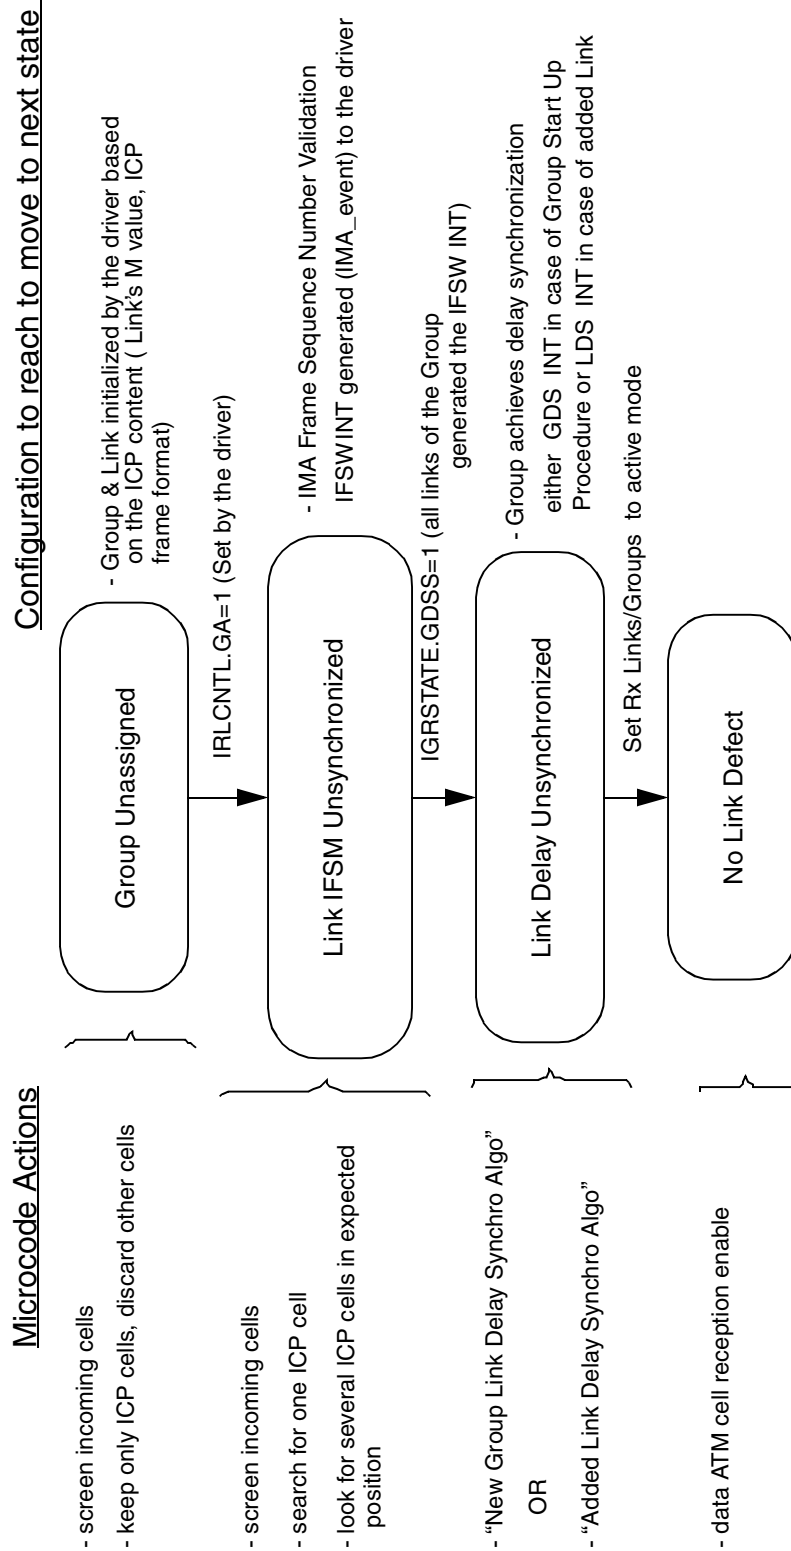 Microcode Actions
Configuration to reach to move to next state
- screen incoming cells
- keep only ICP cells, discard other cells
Group Unassigned
- Group & Link initialized by the driver based
on the ICP content ( Link's M value, ICP
frame format)
IRLCNTL.GA=1 (Set by the driver)
- screen incoming cells
- search for one ICP cell
- look for several ICP cells in expected
position
Link IFSM Unsynchronized
- IMA Frame Sequence Number Validation
IFSWINT generated (IMA_event) to the driver
IGRSTATE.GDSS=1 (all links of the Group
generated the IFSW INT)
- “New Group Link Delay Synchro Algo”
OR
- “Added Link Delay Synchro Algo”
Link Delay Unsynchronized
- Group achieves delay synchronization
either GDS INT in case of Group Start Up
Procedure or LDS INT in case of added Link
Set Rx Links/Groups to active mode
- data ATM cell reception enable
No Link Defect